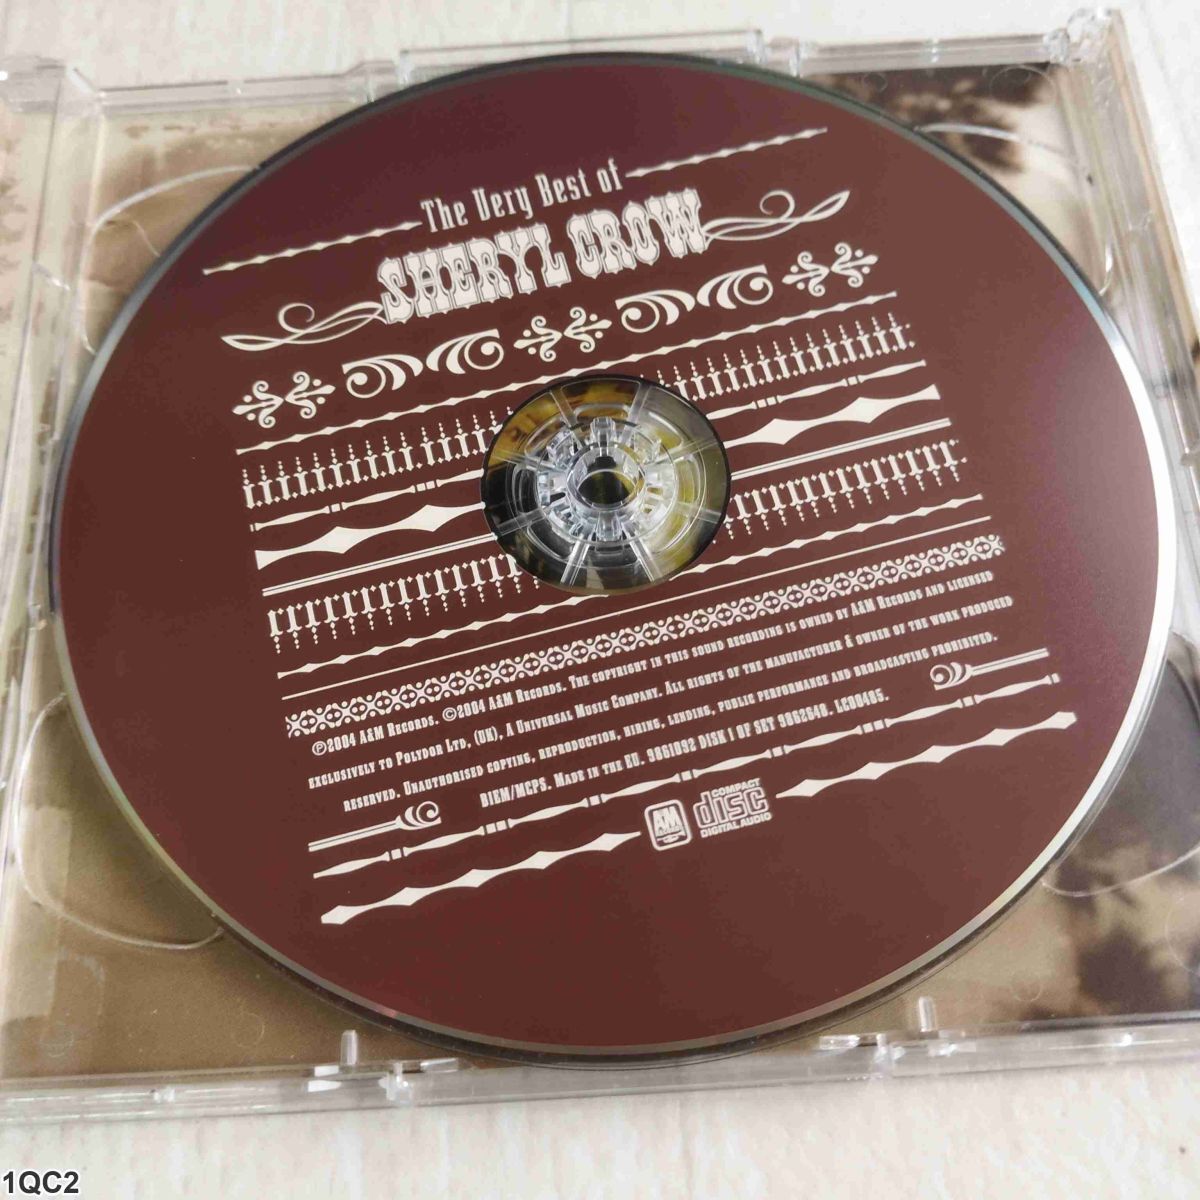 The Very Best of
SHERYL CROW
℗2004 A&M Records. ©2004 A&M Records. The copyright in this sound recording is owned by A&M Records and licensed
exclusively to Polydor Ltd, (UK), A Universal Music Company. All rights of the manufacturer & owner of the work produced
reserved. Unauthorised copying, reproduction, hiring, lending, public performance and broadcasting prohibited.
BIEM/MCPS. Made in the EU. 9861092 DISK 1 OF SET 9862640. LC00485.
AM
COMPACT
disc
DIGITAL AUDIO
1QC2